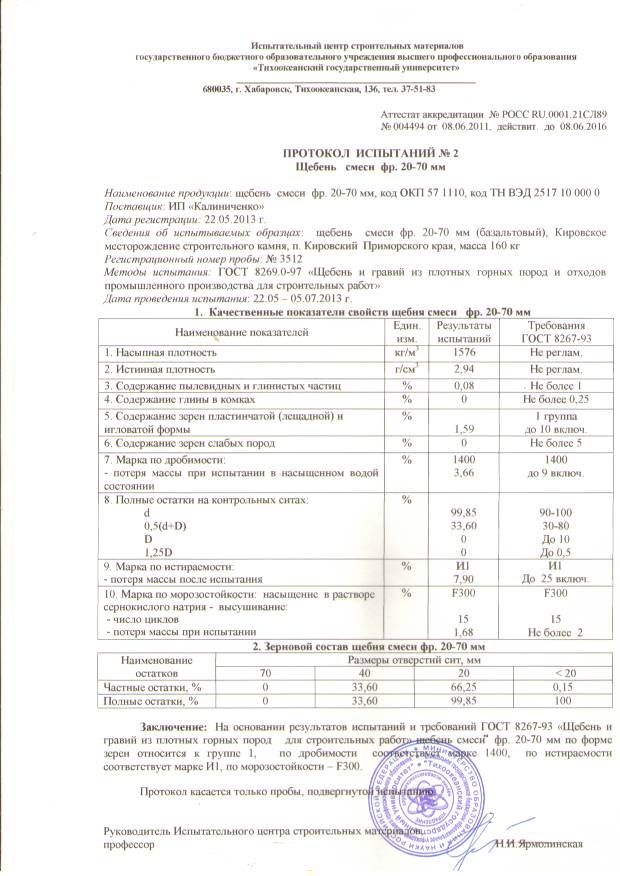 Испытательный центр строительных материалов
государственного бюджетного образовательного учреждения высшего профессионального образования
«Тихоокеанский государственный университет»
680035, г. Хабаровск, Тихоокеанская, 136, тел. 37-51-83
Аттестат аккредитации № РОСС RU.0001.21СЛ89
№ 004494 от 08.06.2011, действит. до 08.06.2016
ПРОТОКОЛ ИСПЫТАНИЙ № 2
Щебень смеси фр. 20-70 мм
Наименование продукции: щебень смеси фр. 20-70 мм, код ОКП 57 1110, код ТН ВЭД 2517 10 000 0
Поставщик: ИП «Калиниченко»
Дата регистрации: 22.05.2013 г.
Сведения об испытываемых образцах: щебень смеси фр. 20-70 мм (базальтовый), Кировское
месторождение строительного камня, п. Кировский Приморского края, масса 160 кг
Регистрационный номер пробы: № 3512
Методы испытания: ГОСТ 8269.0-97 «Щебень и гравий из плотных горных пород и отходов
промышленного производства для строительных работ»
Дата проведения испытания: 22.05 – 05.07.2013 г.
1. Качественные показатели свойств щебня смеси фр. 20-70 мм
Наименование показателей Един. изм. Результаты испытаний Требования ГОСТ 8267-93
1. Насыпная плотность кг/м³ 1576 Не реглам.
2. Истинная плотность г/см³ 2,94 Не реглам.
3. Содержание пылевидных и глинистых частиц % 0,08 Не более 1
4. Содержание глины в комках % 0 Не более 0,25
5. Содержание зерен пластинчатой (лещадной) и % 1 группа
игловатой формы 1,59 до 10 включ.
6. Содержание зерен слабых пород % 0 Не более 5
7. Марка по дробимости: % 1400 1400
- потеря массы при испытании в насыщенном водой 3,66 до 9 включ.
состоянии
8. Полные остатки на контрольных ситах: %
d 99,85 90-100
0,5(d+D) 33,60 30-80
D 0 До 10
1,25D 0 До 0,5
9. Марка по истираемости: % И1 И1
- потеря массы после испытания 7,90 До 25 включ.
10. Марка по морозостойкости: насыщение в растворе % F300 F300
сернокислого натрия - высушивание:
- число циклов 15 15
- потеря массы при испытании 1,68 Не более 2
2. Зерновой состав щебня смеси фр. 20-70 мм
Наименование остатков Размеры отверстий сит, мм
70 40 20 < 20
Частные остатки, % 0 33,60 66,25 0,15
Полные остатки, % 0 33,60 99,85 100
Заключение: На основании результатов испытаний и требований ГОСТ 8267-93 «Щебень и
гравий из плотных горных пород для строительных работ» щебень смеси фр. 20-70 мм по форме
зерен относится к группе 1, по дробимости соответствует марке 1400, по истираемости
соответствует марке И1, по морозостойкости – F300.
Протокол касается только пробы, подвергнутой испытанию.
Руководитель Испытательного центра строительных материалов,
профессор Н.И.Ярмолинская